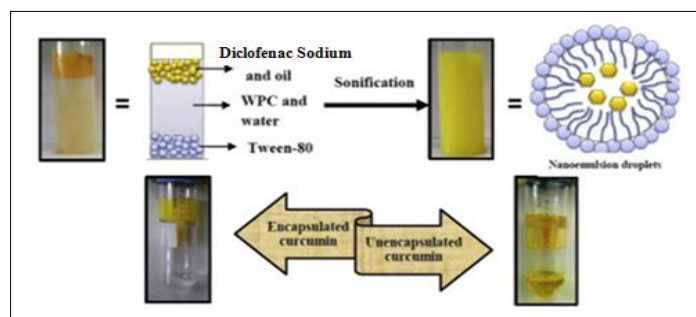 Diclofenac Sodium
and oil
WPC and
water
Tween-80
=
Sonification
=
Nanoemulsion droplets
Encapsulated
curcumin
Unencapsulated
curcumin